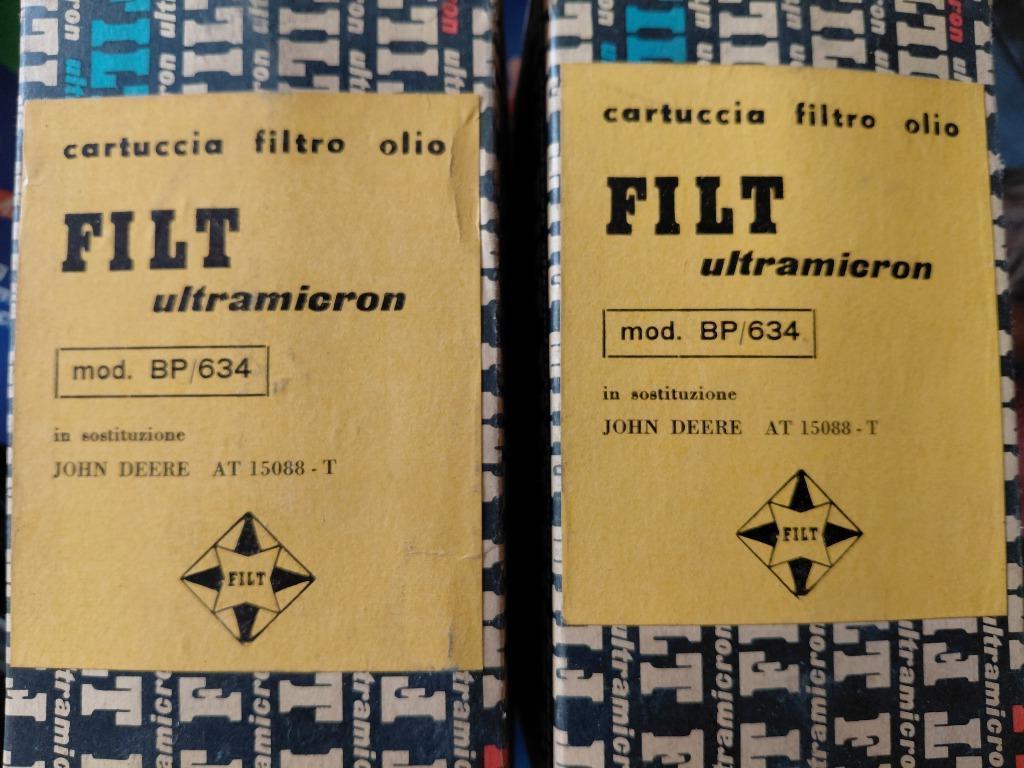 cartuccia filtro olio
FILT
ultramicron
mod. BP/634
in sostituzione
JOHN DEERE AT 15088 - T
FILT
cartuccia filtro olio
FILT
ultramicron
mod. BP/634
in sostituzione
JOHN DEERE AT 15088 - T
FILT